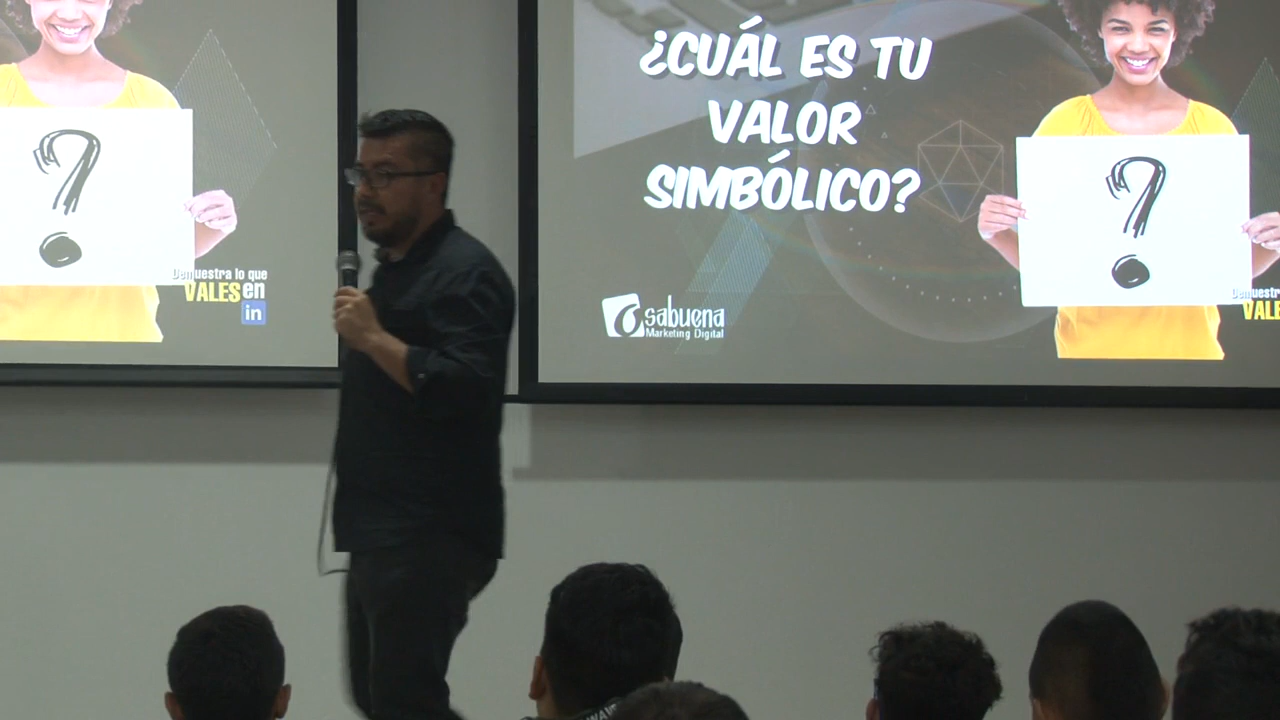 ?
Demuestra lo que
VALES en
in
¿CUÁL ES TU
VALOR
SIMBÓLICO?
?
sabuena
Marketing Digital